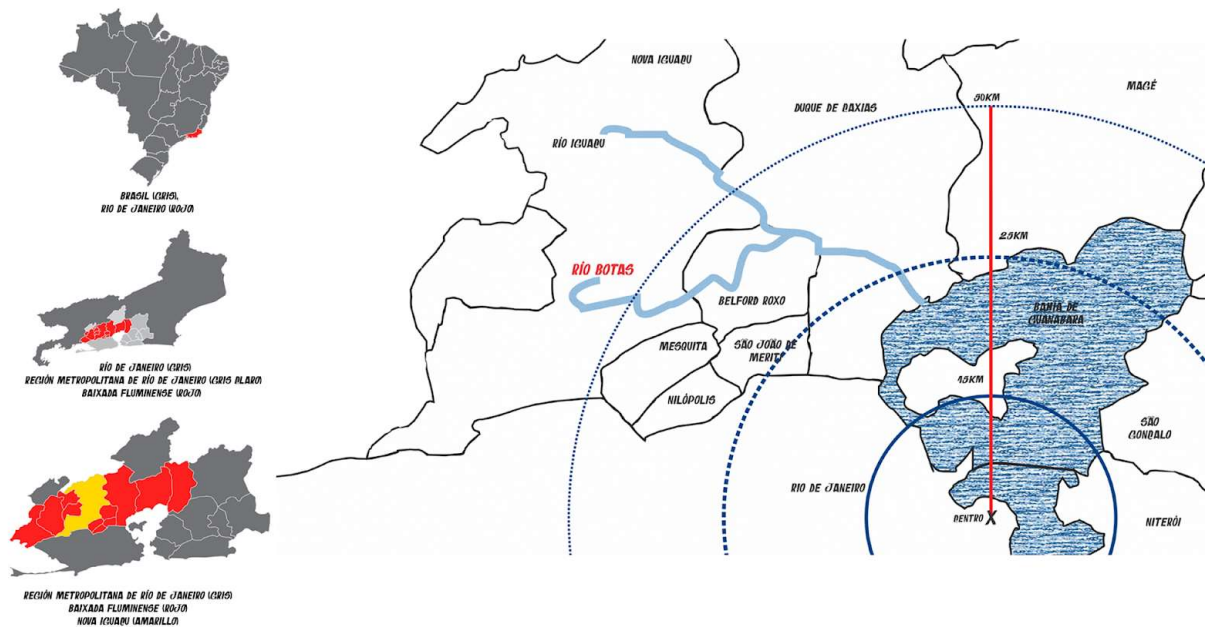 BRASIL (GRIS),
RIO DE JANEIRO (ROJO)
RÍO DE JANEIRO (GRIS)
REGIÓN METROPOLITANA DE RÍO DE JANEIRO (GRIS BLARO)
BAIXADA FLUMINENSE (ROJO)
REGIÓN METROPOLITANA DE RÍO DE JANEIRO (GRIS)
BAIXADA FLUMINENSE (ROJO)
NOVA IGUAÇU (AMARILLO)
NOVA IGUAÇU
MAGÉ
DUQUE DE BAXIAS
30KM
RÍO IGUAÇU
25KM
RÍO BOTAS
BELFORD ROXO
BAHÍA DE
GUANABARA
MESQUITA
SÃO JOÃO DE
MERITI
15KM
NILÓPOLIS
SÃO
GONÇALO
RIO DE JANEIRO
BENTRO X
NITERÓI